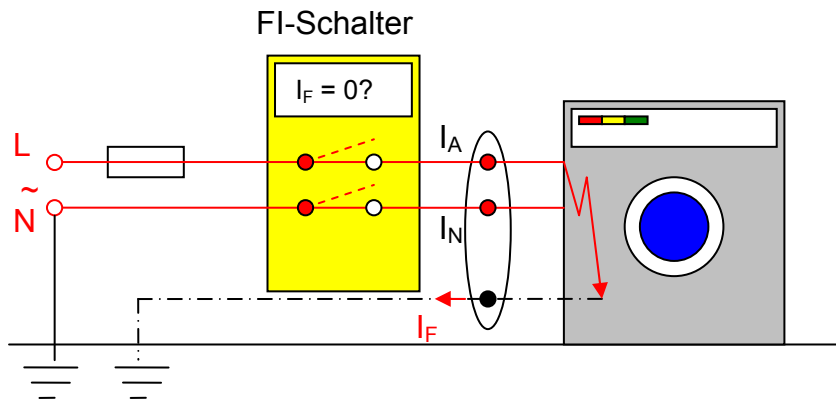 FI-Schalter
I_F = 0?
L
I_A
~
N
I_N
I_F